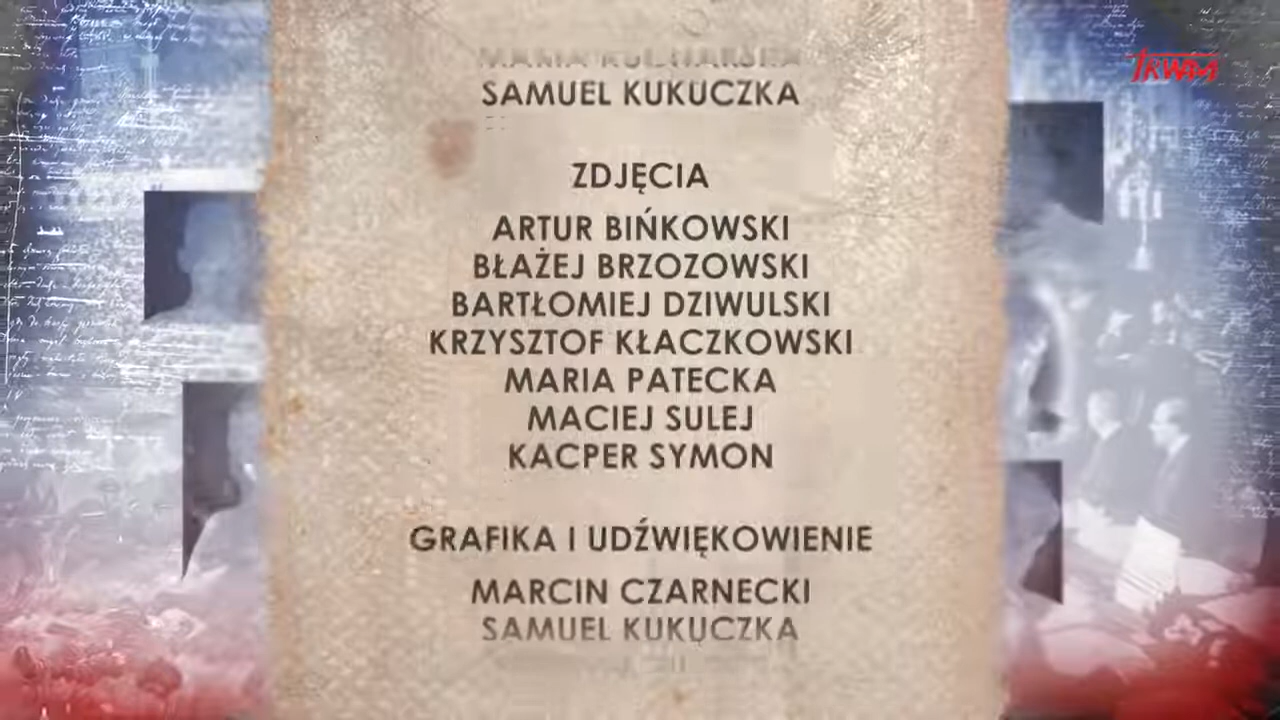 TRWAM
SAMUEL KUKUCZKA
ZDJĘCIA
ARTUR BIŃKOWSKI
BŁAŻEJ BRZOZOWSKI
BARTŁOMIEJ DZIWULSKI
KRZYSZTOF KŁACZKOWSKI
MARIA PATECKA
MACIEJ SULEJ
KACPER SYMON
GRAFIKA I UDŹWIĘKOWIENIE
MARCIN CZARNECKI
SAMUEL KUKUCZKA